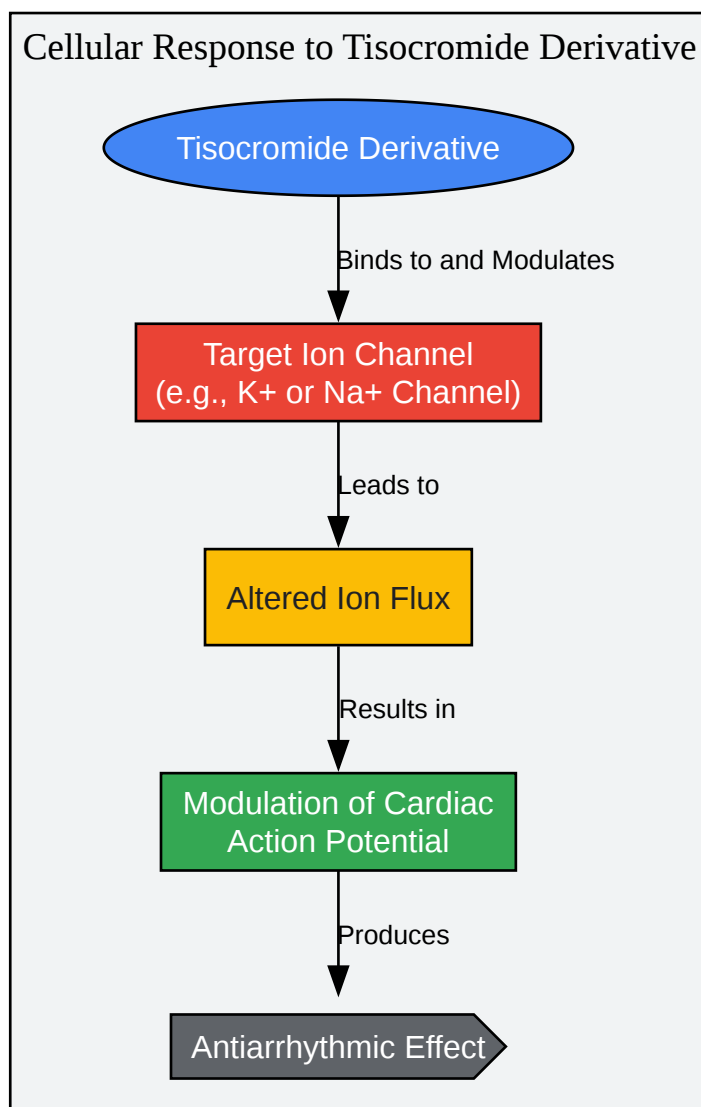 Cellular Response to Tisocromide Derivative
Tisocromide Derivative
Binds to and Modulates
Target Ion Channel
(e.g., K+ or Na+ Channel)
Leads to
Altered Ion Flux
Results in
Modulation of Cardiac
Action Potential
Produces
Antiarrhythmic Effect